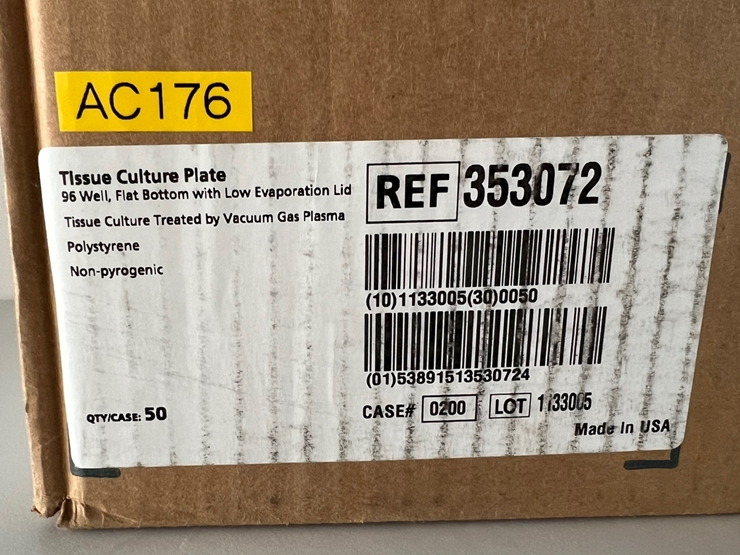 AC176
Tissue Culture Plate
96 Well, Flat Bottom with Low Evaporation Lid
Tissue Culture Treated by Vacuum Gas Plasma
Polystyrene
Non-pyrogenic
QTY/CASE: 50
REF 353072
(10)1133005(30)0050
(01)53891513530724
CASE# 0200 LOT 1133005
Made in USA